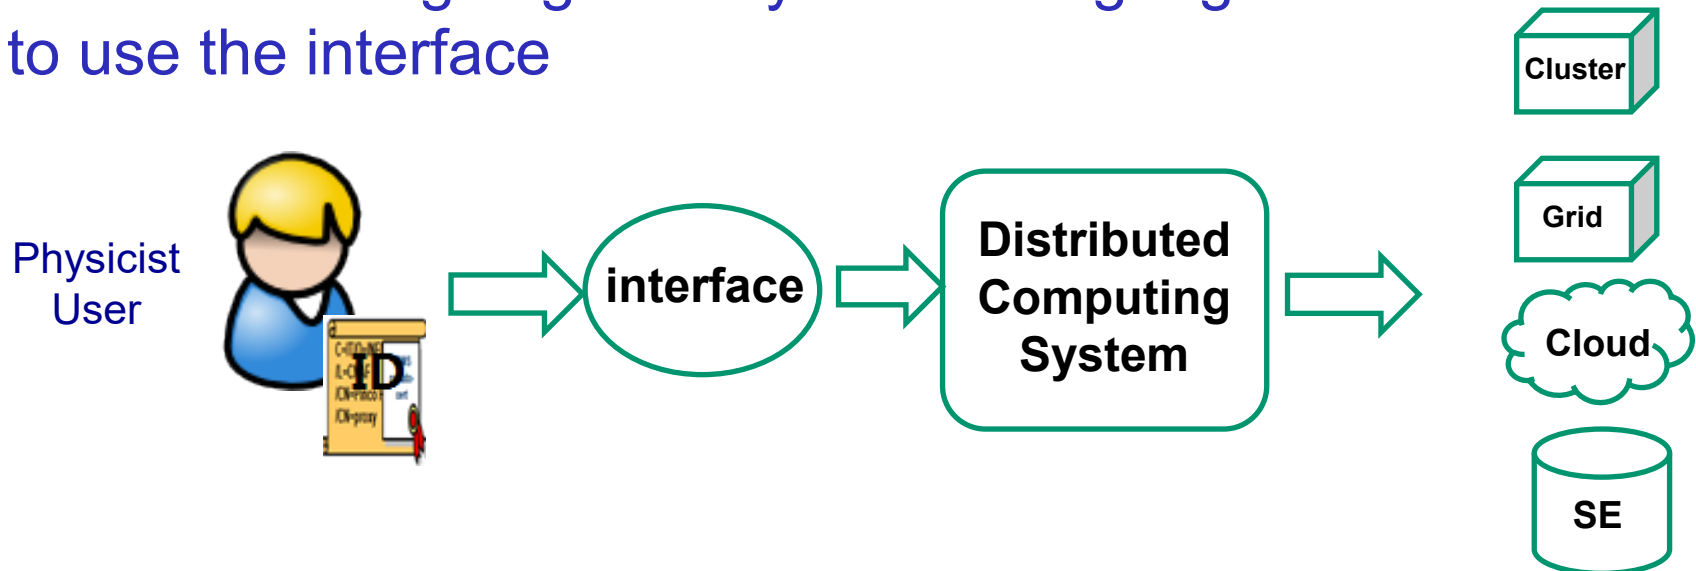 to use the interface
Cluster
Grid
Physicist
User
interface
Distributed
Computing
System
Cloud
SE
ID